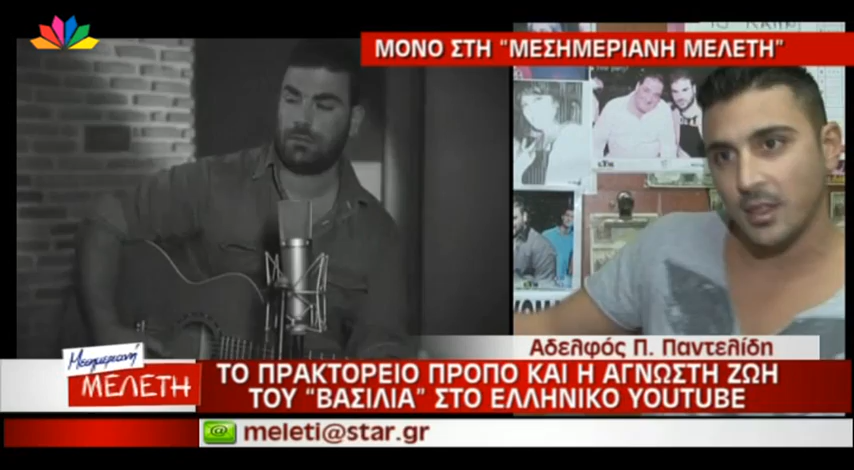 ΜΟΝΟ ΣΤΗ "ΜΕΣΗΜΕΡΙΑΝΗ ΜΕΛΕΤΗ"
Αδελφός Π. Παντελίδη
Μεσημεριανή
ΜΕΛΕΤΗ
ΤΟ ΠΡΑΚΤΟΡΕΙΟ ΠΡΟΠΟ ΚΑΙ Η ΑΓΝΩΣΤΗ ΖΩΗ
ΤΟΥ "ΒΑΣΙΛΙΑ" ΣΤΟ ΕΛΛΗΝΙΚΟ YOUTUBE
@ meleti@star.gr